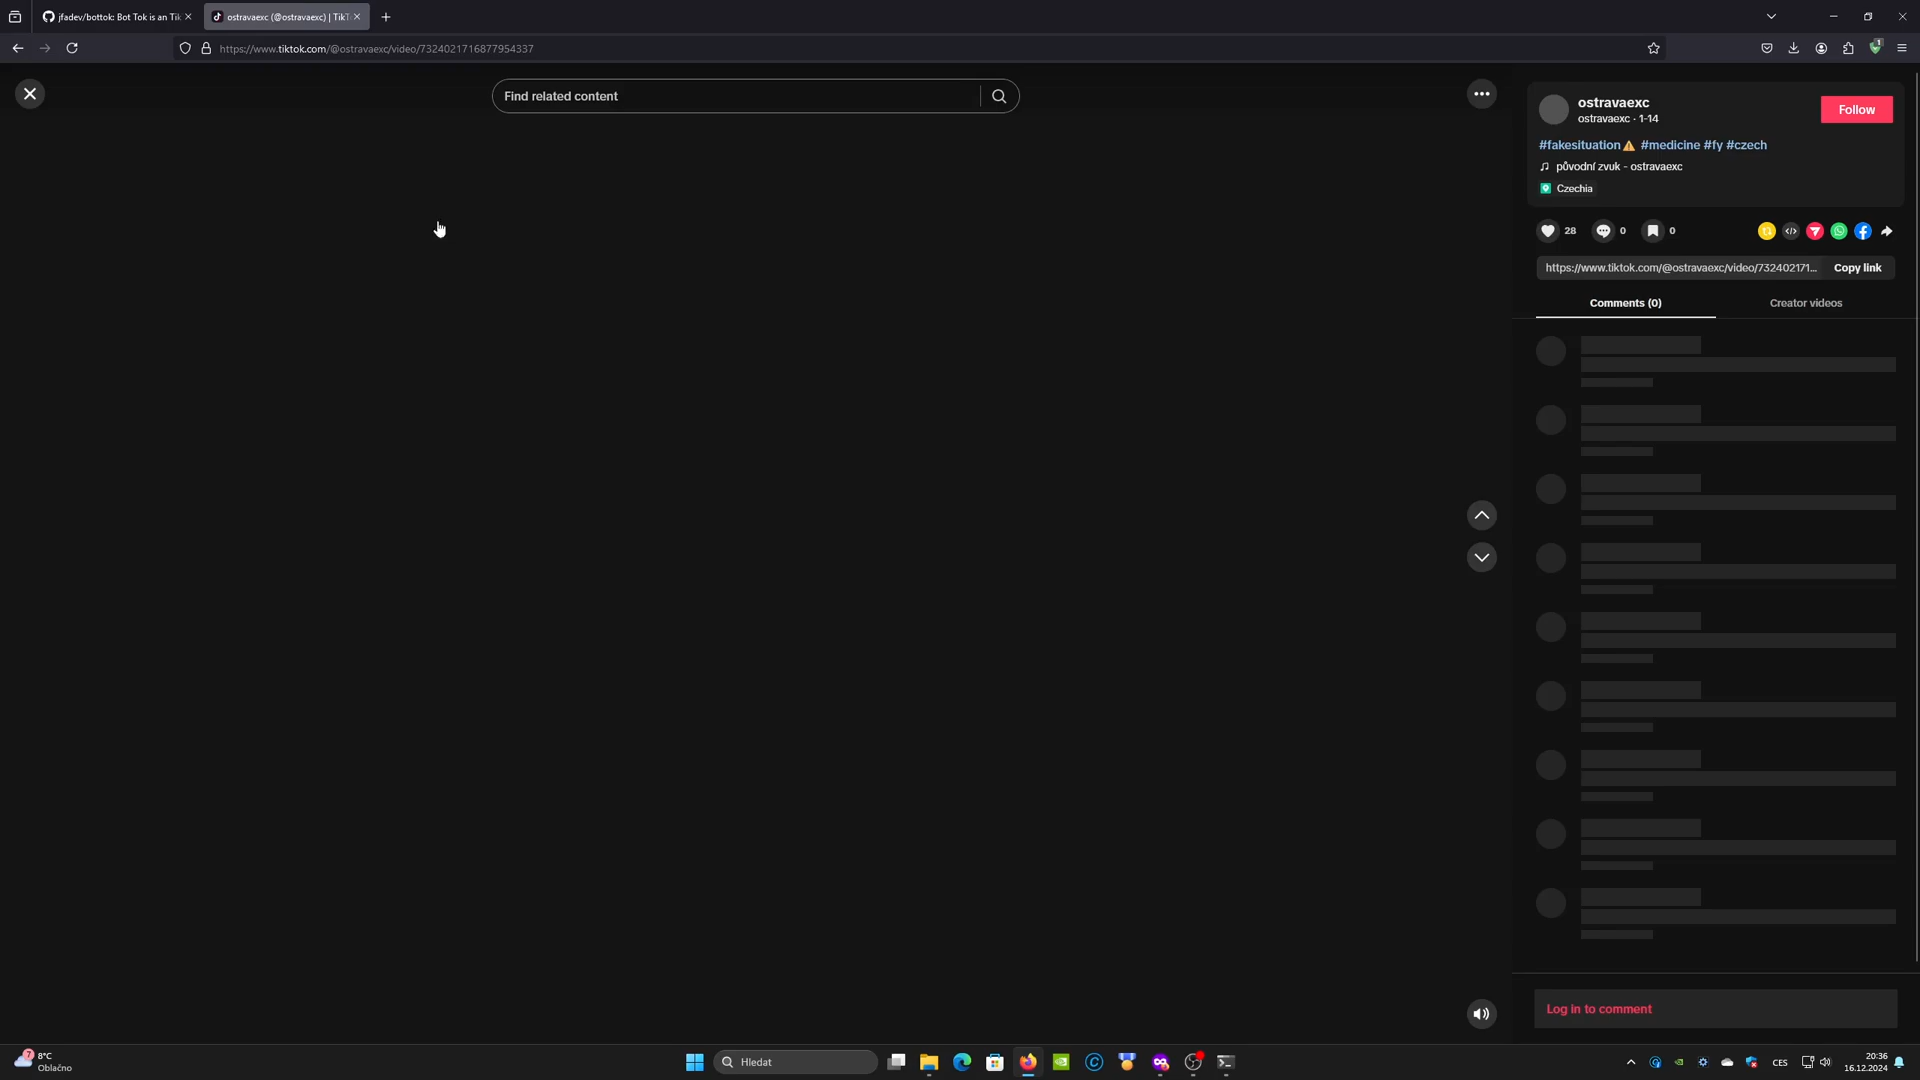 jfadev/bottok: Bot Tok is an Tik
ostravaexc (@ostravaexc) | TikT
https://www.tiktok.com/@ostravaexc/video/7324021716877954337
1
Find related content
ostravaexc
ostravaexc · 1-14
Follow
#fakesituation⚠️ #medicine #fy #czech
původní zvuk - ostravaexc
Czechia
28
0
0
https://www.tiktok.com/@ostravaexc/video/732402171...
Copy link
Comments (0)
Creator videos
Log in to comment
7
8°C
Oblačno
Hledat
CES
20:36
16.12.2024